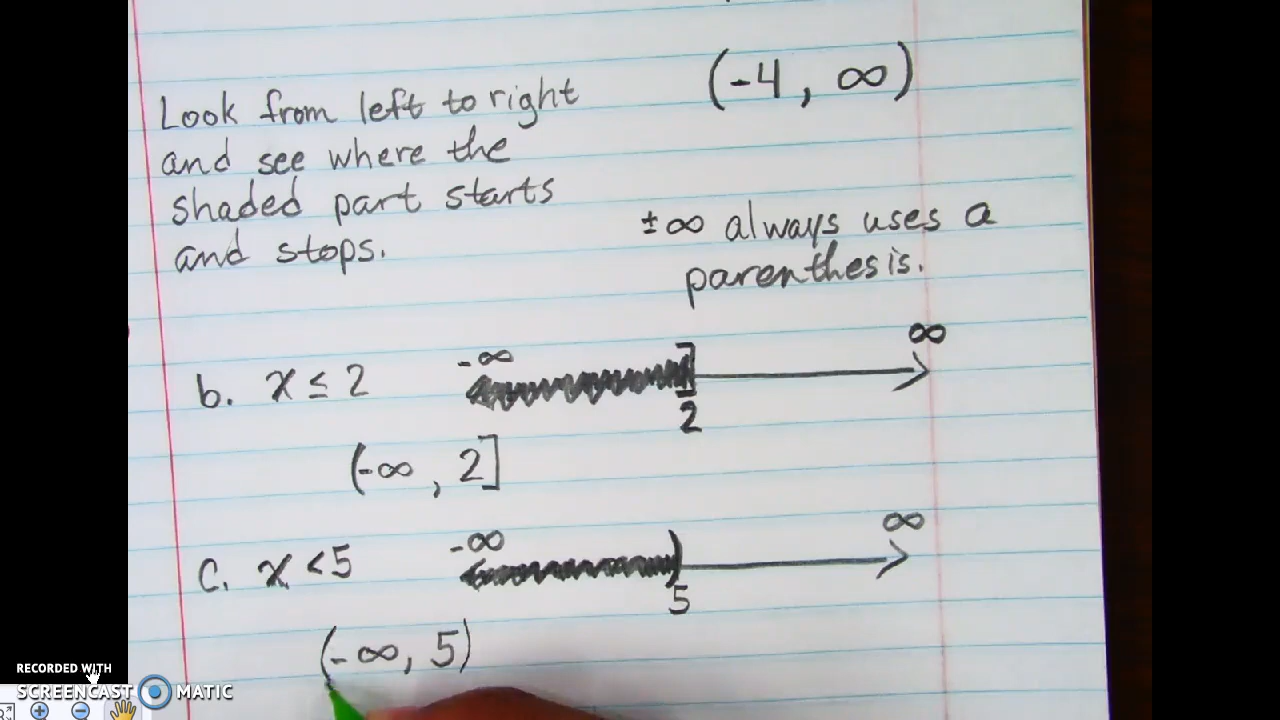 (-4, ∞)
Look from left to right
and see where the
shaded part starts
and stops.
±∞ always uses a
parenthesis.
b. x ≤ 2
-∞
∞
2
(-∞, 2]
c. x < 5
-∞
∞
5
(-∞, 5)
RECORDED WITH
SCREENCAST MATIC